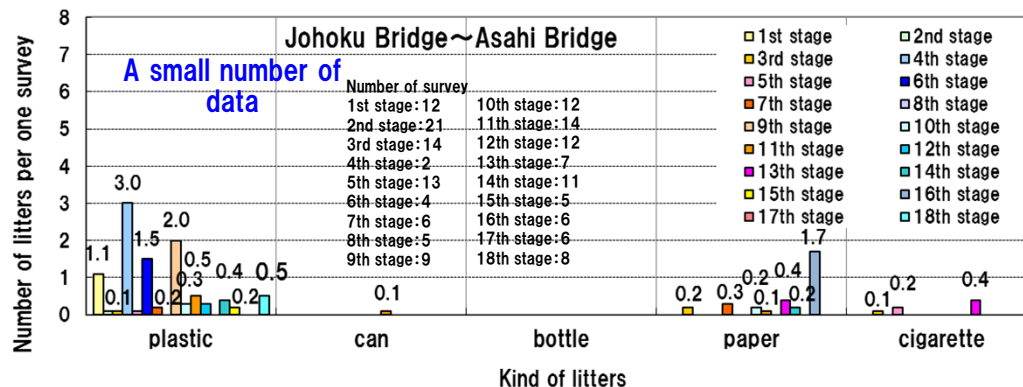 Johoku Bridge～Asahi Bridge
A small number of
data
Number of litters per one survey
8
7
6
5
4
3
2
1
0
Number of survey
1st stage：12
2nd stage：21
3rd stage：14
4th stage：2
5th stage：13
6th stage：4
7th stage：6
8th stage：5
9th stage：9
10th stage：12
11th stage：14
12th stage：12
13th stage：7
14th stage：11
15th stage：5
16th stage：6
17th stage：6
18th stage：8
1st stage
2nd stage
3rd stage
4th stage
5th stage
6th stage
7th stage
8th stage
9th stage
10th stage
11th stage
12th stage
13th stage
14th stage
15th stage
16th stage
17th stage
18th stage
1.1
0.1
3.0
1.5
0.2
2.0
0.3
0.5
0.4
0.2
0.5
0.1
0.2
0.3
0.2
0.1
0.4
0.2
1.7
0.1
0.2
0.4
plastic
can
bottle
paper
cigarette
Kind of litters